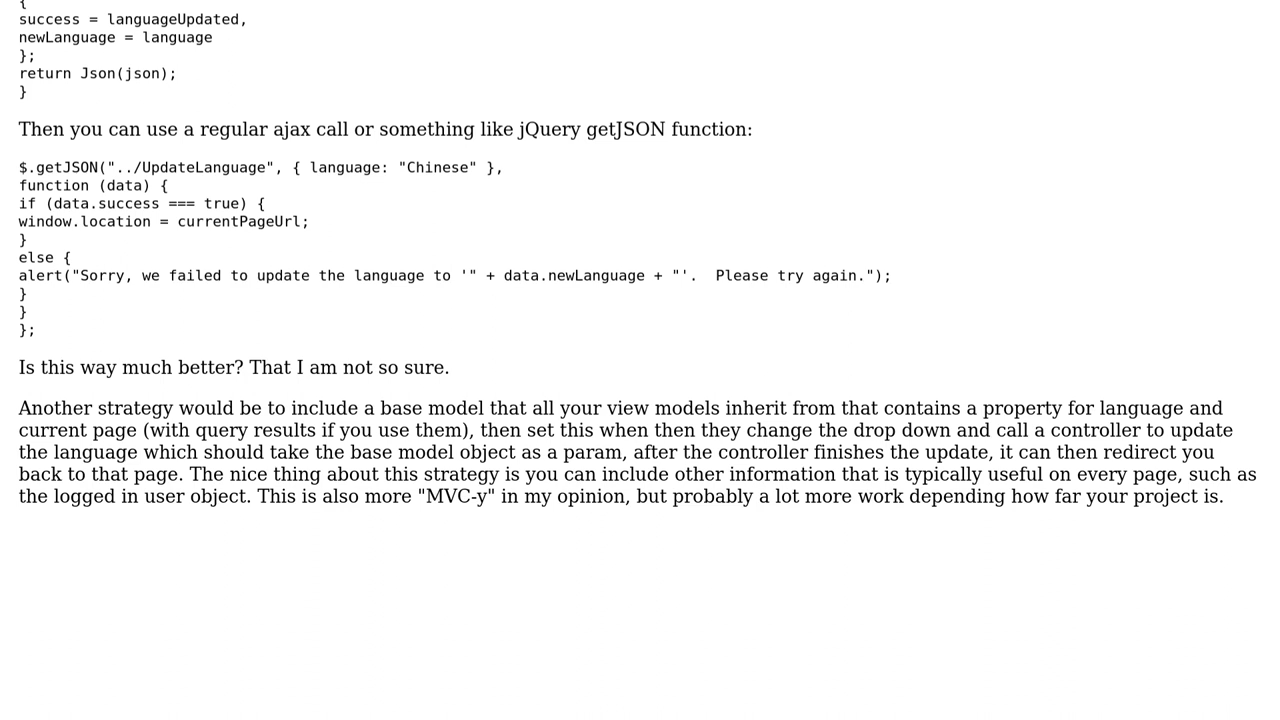 {
success = languageUpdated,
newLanguage = language
};
return Json(json);
}
Then you can use a regular ajax call or something like jQuery getJSON function:
$.getJSON("../UpdateLanguage", { language: "Chinese" },
function (data) {
if (data.success === true) {
window.location = currentPageUrl;
}
else {
alert("Sorry, we failed to update the language to '" + data.newLanguage + "'.  Please try again.");
}
}
};
Is this way much better? That I am not so sure.
Another strategy would be to include a base model that all your view models inherit from that contains a property for language and
current page (with query results if you use them), then set this when then they change the drop down and call a controller to update
the language which should take the base model object as a param, after the controller finishes the update, it can then redirect you
back to that page. The nice thing about this strategy is you can include other information that is typically useful on every page, such as
the logged in user object. This is also more "MVC-y" in my opinion, but probably a lot more work depending how far your project is.